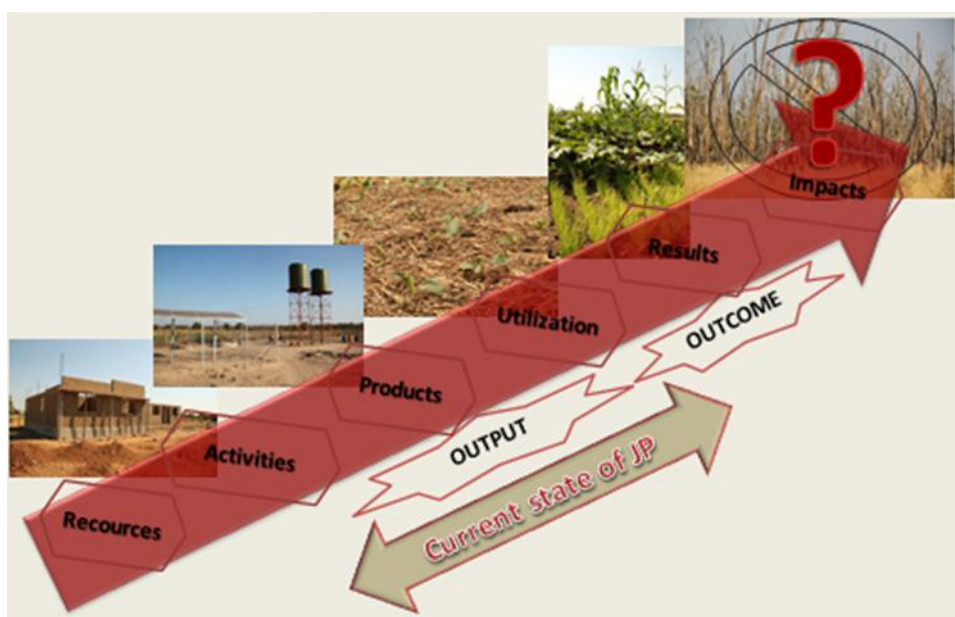 ?
Impacts
Results
Utilization
OUTCOME
Products
OUTPUT
Activities
Current state of JP
Recources